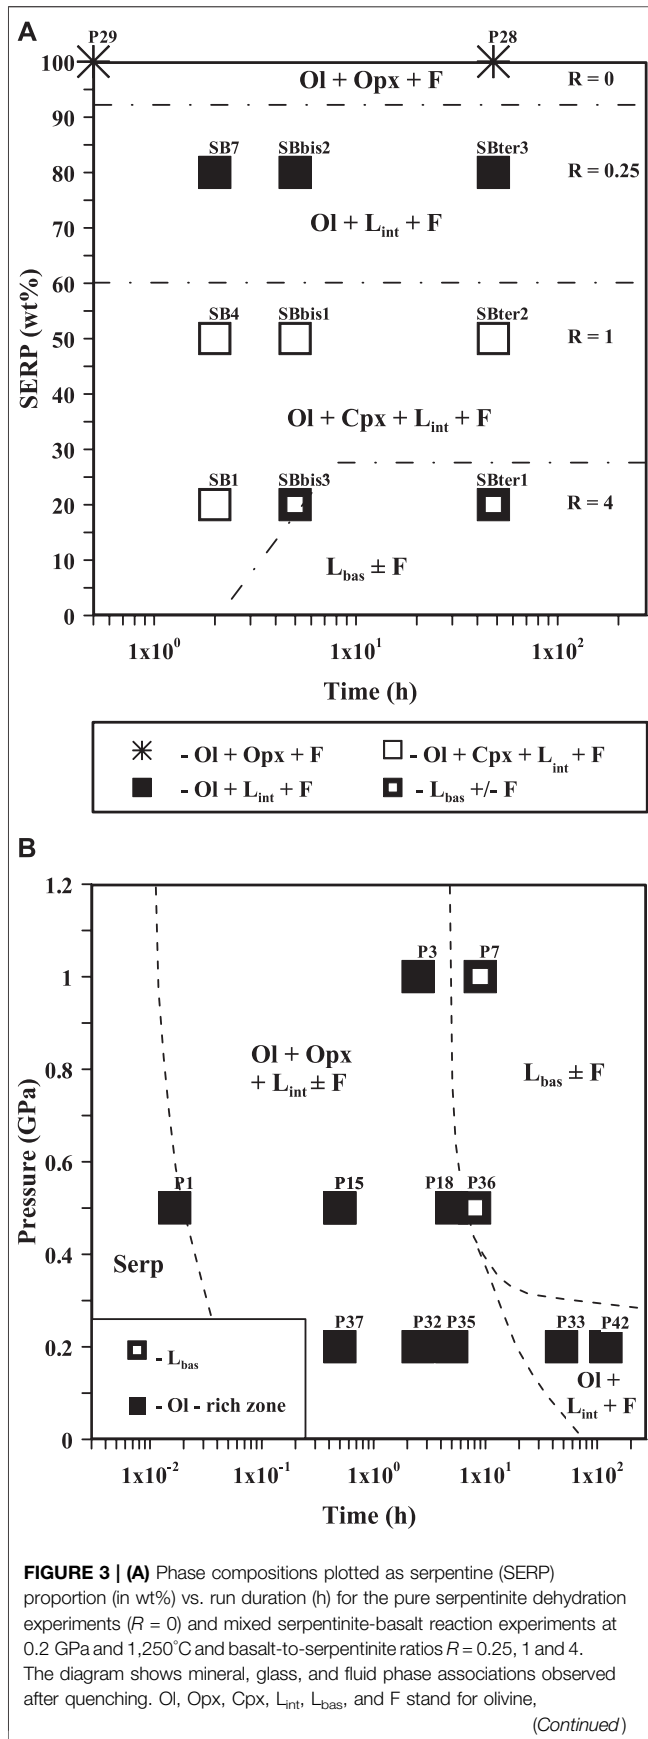 A
P29 P28
100 Ol + Opx + F R = 0
90
SB7 SBbis2 SBter3
80 R = 0.25
70 Ol + Lint + F
60
SB4 SBbis1 SBter2
50 R = 1
40
Ol + Cpx + Lint + F
30
SB1 SBbis3 SBter1
20 R = 4
10 Lbas ± F
0
SERP (wt%)
1x10⁰ 1x10¹ 1x10²
Time (h)
- Ol + Opx + F - Ol + Cpx + Lint + F
- Ol + Lint + F - Lbas +/- F
B
1.2
P3 P7
1
Ol + Opx
+ Lint ± F
0.8 Lbas ± F
0.6
P1 P15 P18 P36
0.4
Serp
P37 P32 P35 P33 P42
0.2
- Lbas
Ol +
Lint + F
- Ol - rich zone
0
Pressure (GPa)
1x10⁻² 1x10⁻¹ 1x10⁰ 1x10¹ 1x10²
Time (h)
FIGURE 3 | (A) Phase compositions plotted as serpentine (SERP)
proportion (in wt%) vs. run duration (h) for the pure serpentinite dehydration
experiments (R = 0) and mixed serpentinite-basalt reaction experiments at
0.2 GPa and 1,250°C and basalt-to-serpentinite ratios R = 0.25, 1 and 4.
The diagram shows mineral, glass, and fluid phase associations observed
after quenching. Ol, Opx, Cpx, Lint, Lbas, and F stand for olivine,
(Continued)